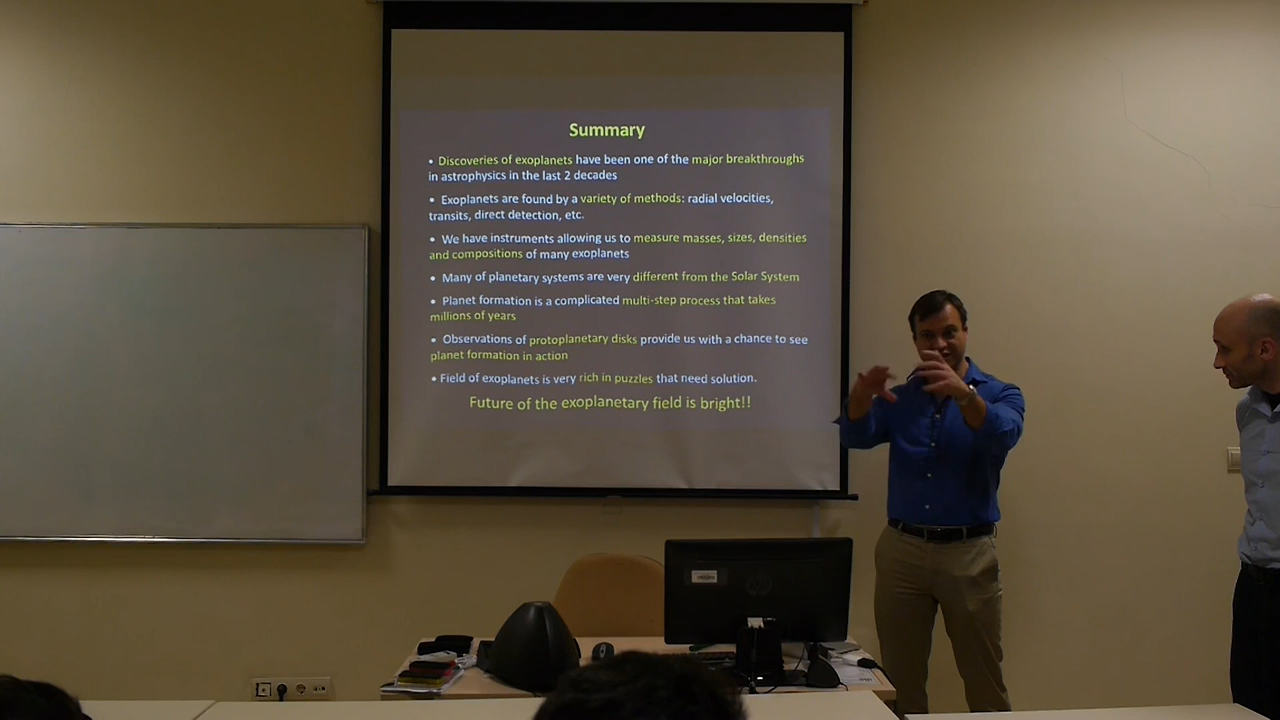 Summary
• Discoveries of exoplanets have been one of the major breakthroughs
in astrophysics in the last 2 decades
• Exoplanets are found by a variety of methods: radial velocities,
transits, direct detection, etc.
• We have instruments allowing us to measure masses, sizes, densities
and compositions of many exoplanets
• Many of planetary systems are very different from the Solar System
• Planet formation is a complicated multi-step process that takes
millions of years
• Observations of protoplanetary disks provide us with a chance to see
planet formation in action
• Field of exoplanets is very rich in puzzles that need solution.
Future of the exoplanetary field is bright!!
hp